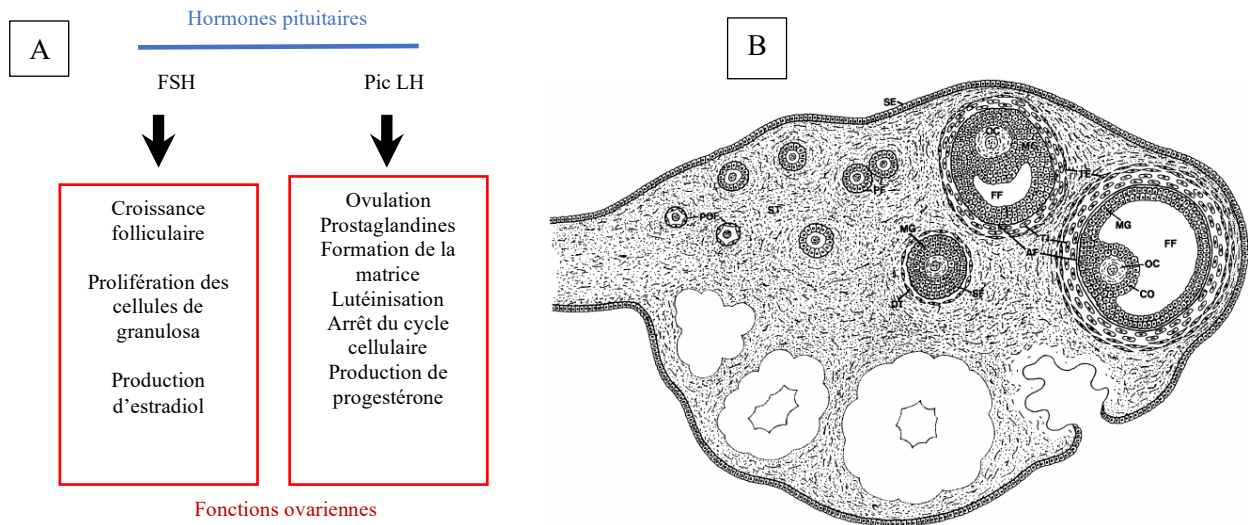 A
Hormones pituitaires
FSH
Pic LH
Croissance
folliculaire
Prolifération des
cellules de
granulosa
Production
d’estradiol
Ovulation
Prostaglandines
Formation de la
matrice
Lutéinisation
Arrêt du cycle
cellulaire
Production de
progestérone
Fonctions ovariennes
B
SE
OC
MG
FF
TE
PF
POF
ST
MG
TI
AF
SF
DT
MG
FF
OC
CO